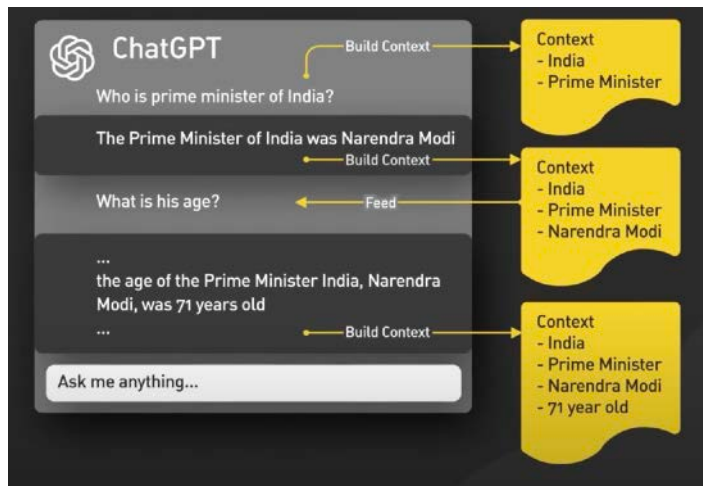 ChatGPT
Build Context
Who is prime minister of India?
Context
- India
- Prime Minister
The Prime Minister of India was Narendra Modi
Build Context
What is his age?
Feed
Context
- India
- Prime Minister
- Narendra Modi
...
the age of the Prime Minister India, Narendra
Modi, was 71 years old
...
Build Context
Context
- India
- Prime Minister
- Narendra Modi
- 71 year old
Ask me anything...